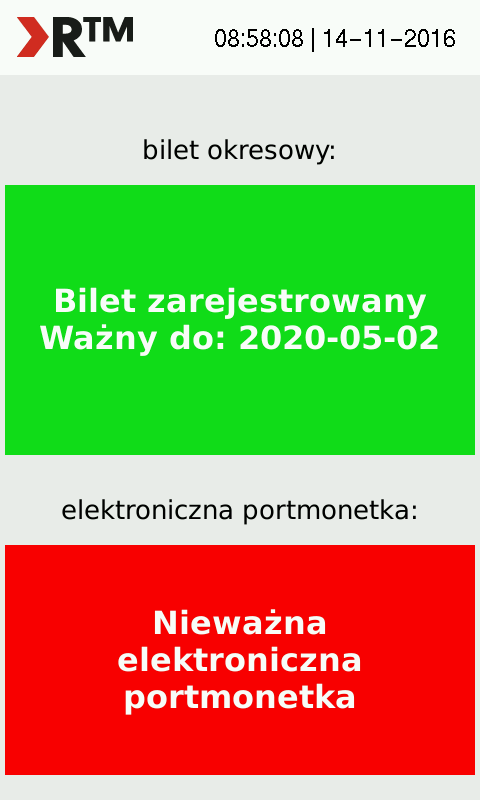 RTM
08:58:08 | 14-11-2016
bilet okresowy:
Bilet zarejestrowany
Ważny do: 2020-05-02
elektroniczna portmonetka:
Nieważna
elektroniczna
portmonetka